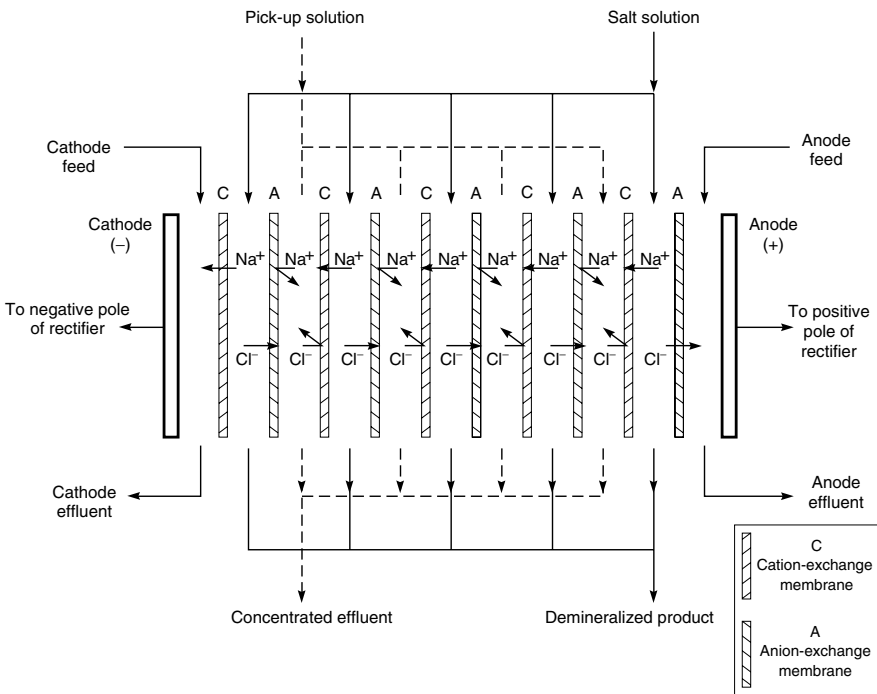 Pick-up solution
Salt solution
Cathode
feed
Anode
feed
C A C A C A C A C A
Cathode
(–)
Anode
(+)
Na⁺ Na⁺ Na⁺ Na⁺ Na⁺ Na⁺ Na⁺ Na⁺ Na⁺
To negative pole
of rectifier
To positive
pole of
rectifier
Cl⁻ Cl⁻ Cl⁻ Cl⁻ Cl⁻ Cl⁻ Cl⁻ Cl⁻ Cl⁻
Cathode
effluent
Anode
effluent
Concentrated effluent
Demineralized product
C
Cation-exchange
membrane
A
Anion-exchange
membrane